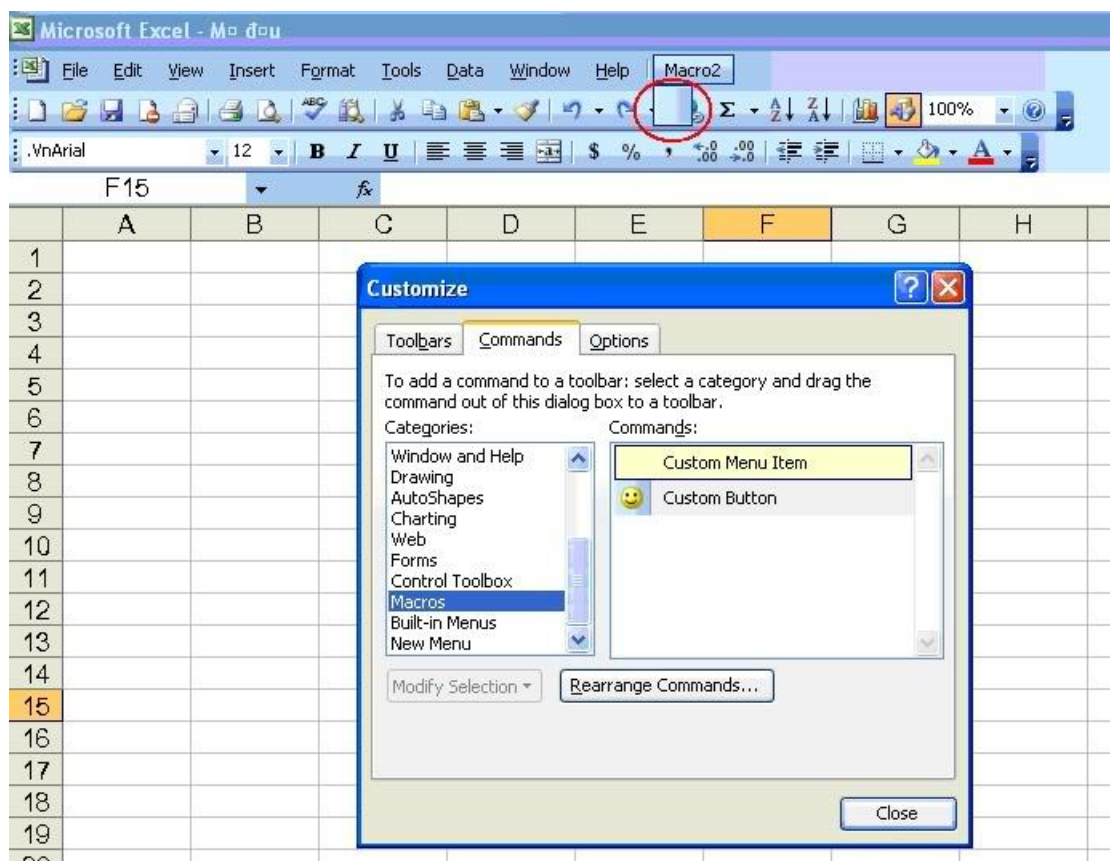 Microsoft Excel - M¤ đ¤u
File Edit View Insert Format Tools Data Window Help Macro2
ABC Σ A Z Z A 100%
.VnArial 12 B I U a $ % , .00 .00 A
F15 fx
A B C D E F G H
1
2
Customize
3
Toolbars Commands Options
4
5
To add a command to a toolbar: select a category and drag the
command out of this dialog box to a toolbar.
6
Categories: Commands:
7
Window and Help Custom Menu Item
Drawing
8
AutoShapes Custom Button
9
Charting
Web
10
Forms
11
Control Toolbox
12
Macros
Built-in Menus
13
New Menu
14
Modify Selection Rearrange Commands...
15
16
17
18
Close
19